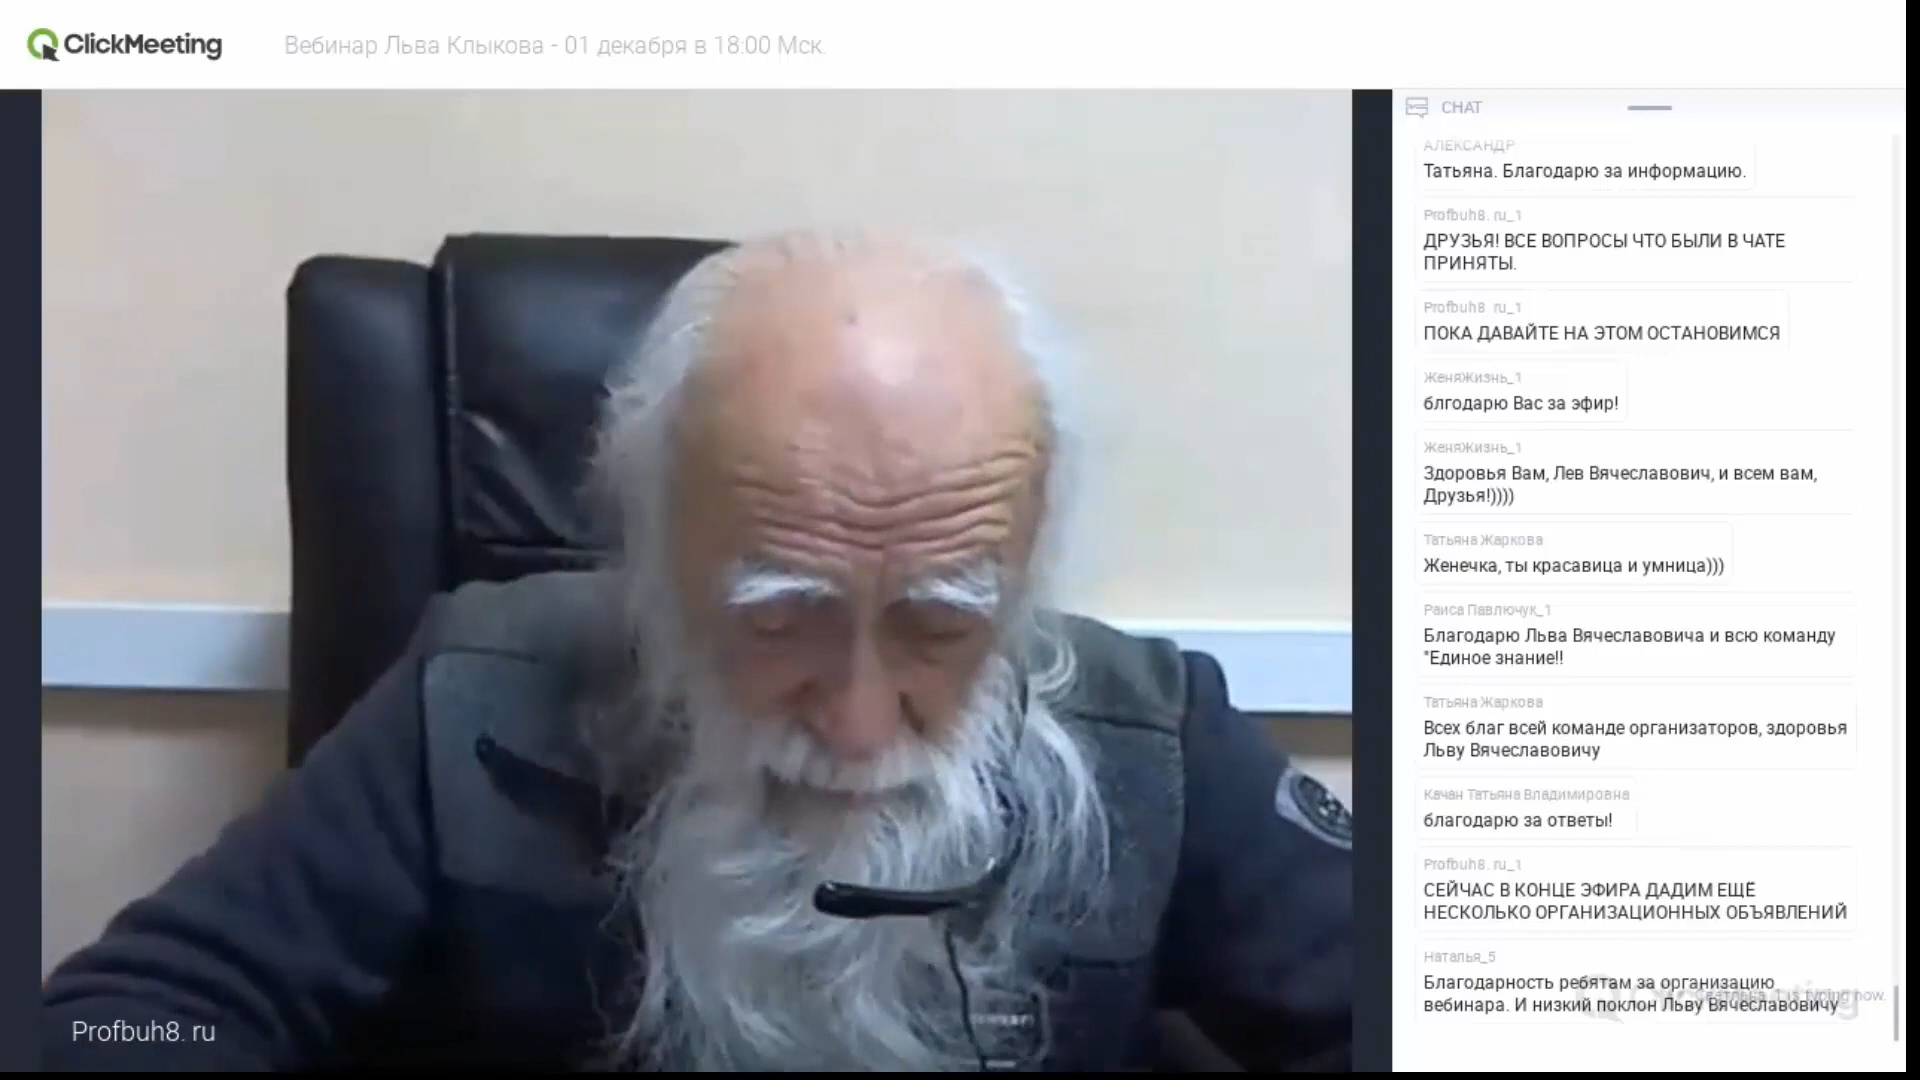 ClickMeeting
Вебинар Льва Клыкова - 01 декабря в 18:00 Мск.
CHAT
АЛЕКСАНДР
Татьяна. Благодарю за информацию.
Profbuh8. ru_1
ДРУЗЬЯ! ВСЕ ВОПРОСЫ ЧТО БЫЛИ В ЧАТЕ
ПРИНЯТЫ.
Profbuh8. ru_1
ПОКА ДАВАЙТЕ НА ЭТОМ ОСТАНОВИМСЯ
ЖеняЖизнь_1
блгодарю Вас за эфир!
ЖеняЖизнь_1
Здоровья Вам, Лев Вячеславович, и всем вам,
Друзья!))))
Татьяна Жаркова
Женечка, ты красавица и умница)))
Раиса Павлючук_1
Благодарю Льва Вячеславовича и всю команду
"Единое знание!!
Татьяна Жаркова
Всех благ всей команде организаторов, здоровья
Льву Вячеславовичу
Качан Татьяна Владимировна
благодарю за ответы!
Profbuh8. ru_1
СЕЙЧАС В КОНЦЕ ЭФИРА ДАДИМ ЕЩЁ
НЕСКОЛЬКО ОРГАНИЗАЦИОННЫХ ОБЪЯВЛЕНИЙ
Наталья_5
Благодарность ребятам за организацию
вебинара. И низкий поклон Льву Вячеславовичу
is typing now.
Profbuh8. ru